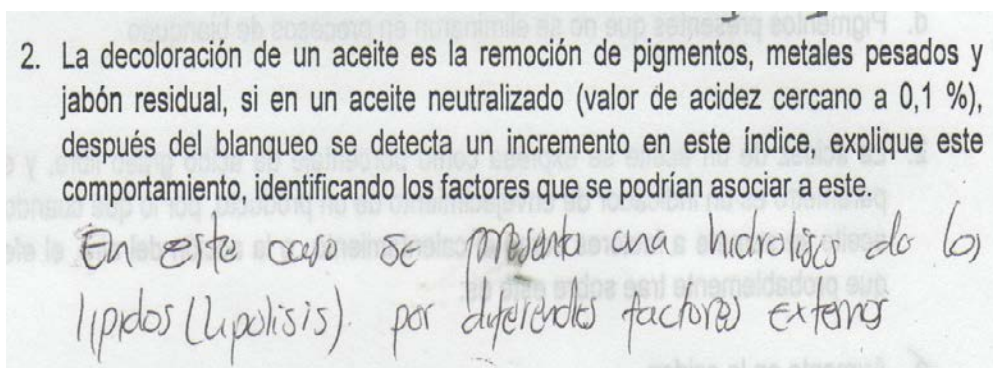 2. La decoloración de un aceite es la remoción de pigmentos, metales pesados y
jabón residual, si en un aceite neutralizado (valor de acidez cercano a 0,1 %),
después del blanqueo se detecta un incremento en este índice, explique este
comportamiento, identificando los factores que se podrían asociar a este.
En este caso se presenta una hidrolisis de los
lipidos (Lipolisis) por diferentes factores externos